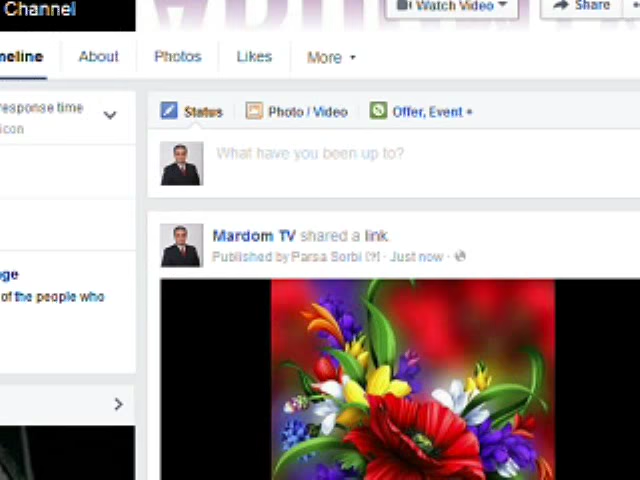 Channel
Watch Video
Share
meline About Photos Likes More
response time
icon
Status Photo / Video Offer, Event +
What have you been up to?
Mardom TV shared a link
Published by Parsa Sorbi [?] · Just now ·
ge
of the people who